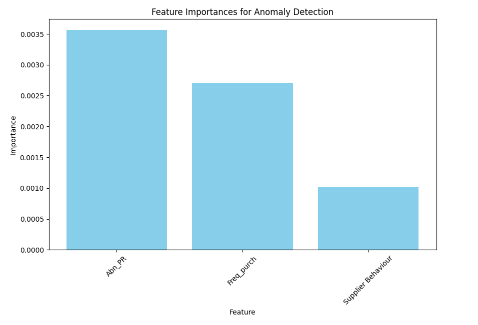 Feature Importances for Anomaly Detection
Importance
0.0035
0.0030
0.0025
0.0020
0.0015
0.0010
0.0005
0.0000
Abn_PR
Freq_purch
Supplier Behaviour
Feature